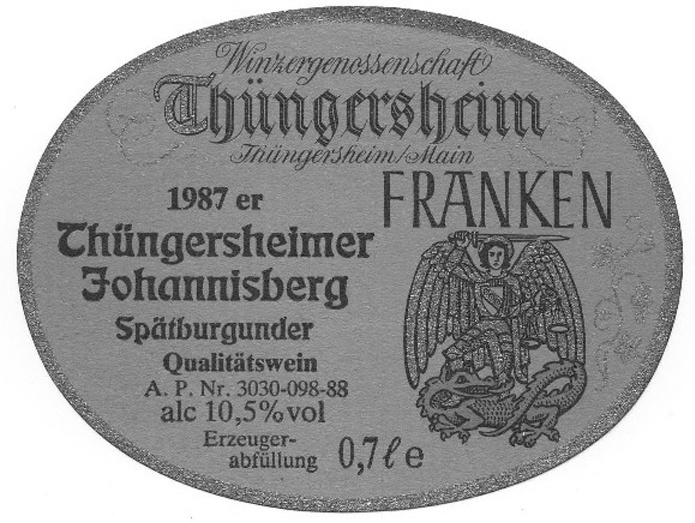 Winzergenossenschaft
Thüngersheim
Thüngersheim/Main
FRANKEN
1987 er
Thüngersheimer
Johannisberg
Spätburgunder
Qualitätswein
A. P. Nr. 3030-098-88
alc 10,5% vol
Erzeuger-
abfüllung 0,7 ℓ e